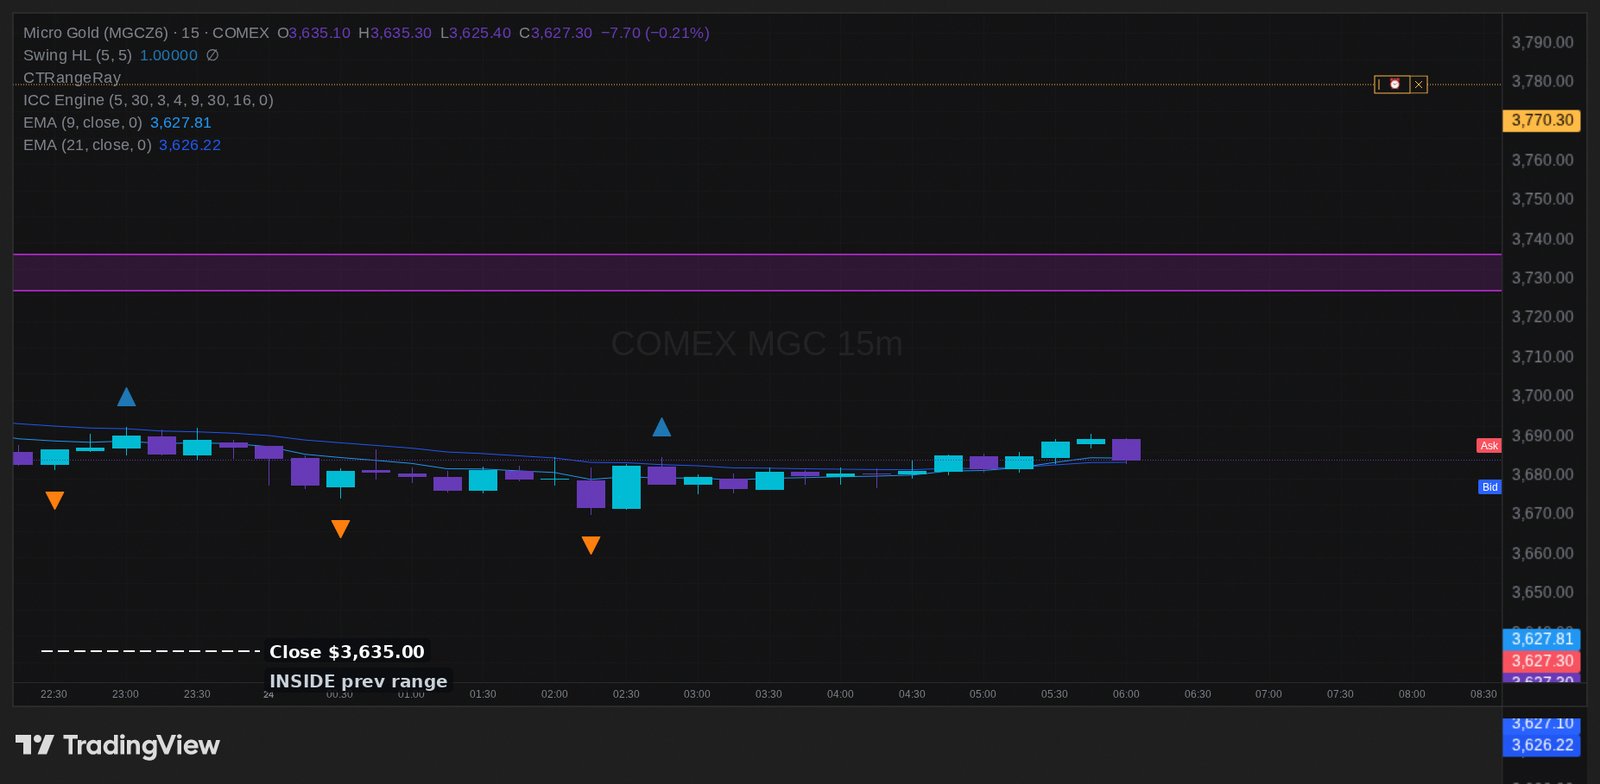 Micro Gold (MGCZ6) · 15 · COMEX O3,635.10 H3,635.30 L3,625.40 C3,627.30 −7.70 (−0.21%)
Swing HL (5, 5) 1.00000 ∅
CTRangeRay
ICC Engine (5, 30, 3, 4, 9, 30, 16, 0)
EMA (9, close, 0) 3,627.81
EMA (21, close, 0) 3,626.22
3,790.00
3,780.00
3,770.30
3,760.00
3,750.00
3,740.00
3,730.00
3,720.00
COMEX MGC 15m
3,710.00
3,700.00
3,690.00
Ask
3,680.00
Bid
3,670.00
3,660.00
3,650.00
3,627.81
Close $3,635.00
3,627.30
INSIDE prev range
3,627.30
22:30 23:00 23:30 24 00:30 01:00 01:30 02:00 02:30 03:00 03:30 04:00 04:30 05:00 05:30 06:00 06:30 07:00 07:30 08:00 08:30
3,627.10
TradingView
3,626.22